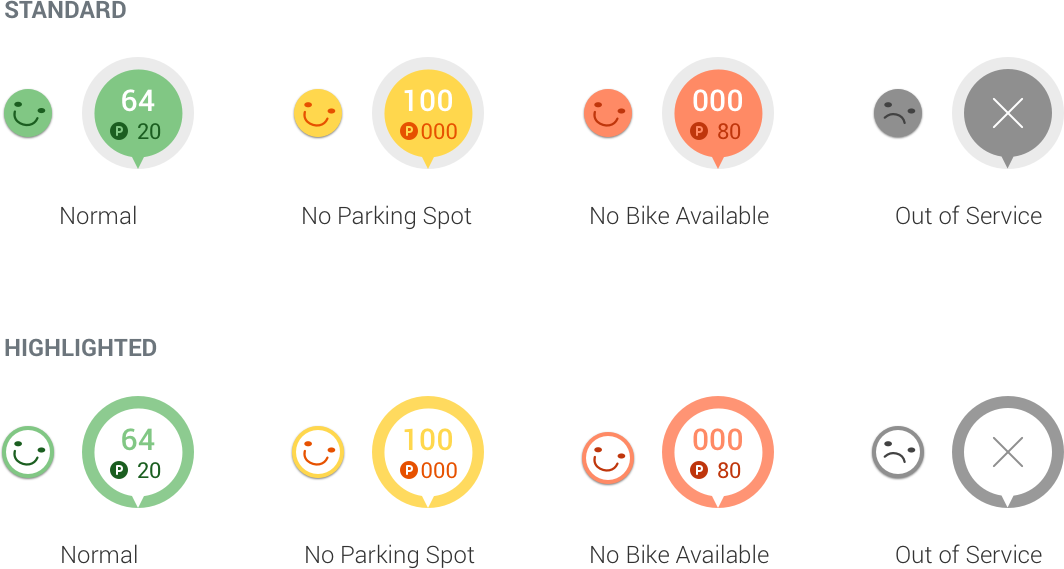 STANDARD
64
P 20
100
P 000
000
P 80
Normal
No Parking Spot
No Bike Available
Out of Service
HIGHLIGHTED
64
P 20
100
P 000
000
P 80
Normal
No Parking Spot
No Bike Available
Out of Service